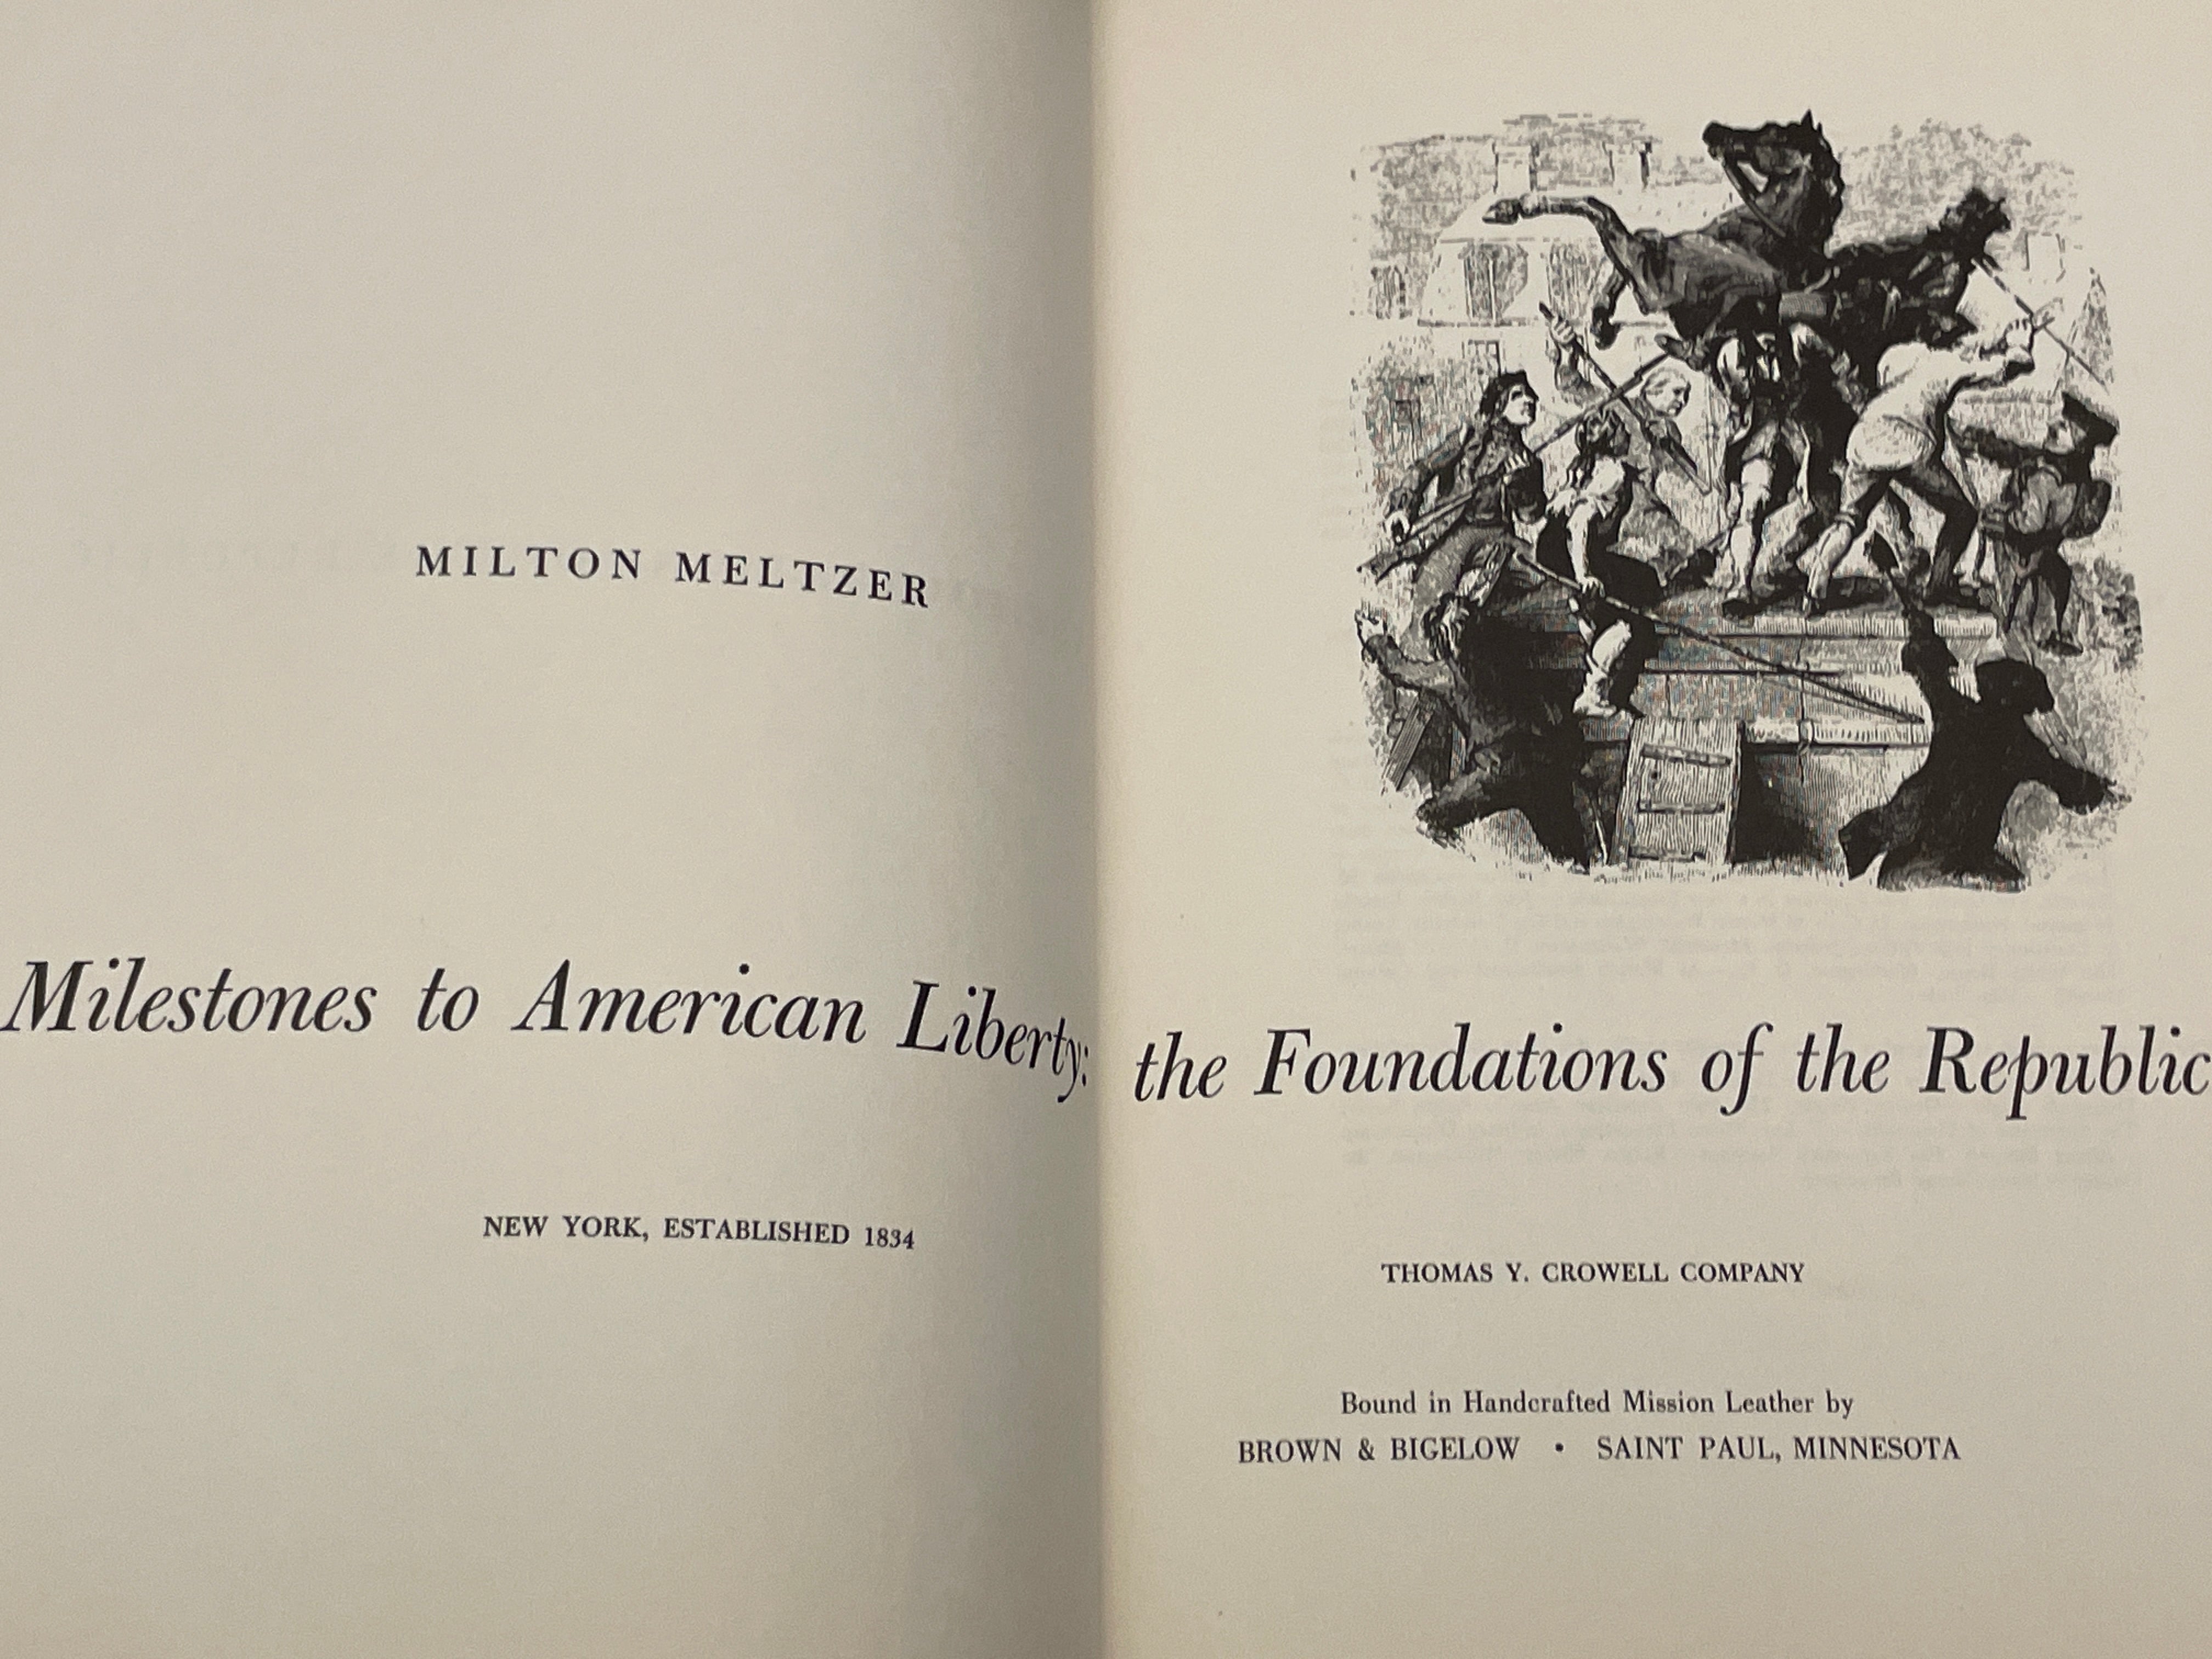 MILTON MELTZER
Milestones to American Liberty: the Foundations of the Republic
NEW YORK, ESTABLISHED 1834
THOMAS Y. CROWELL COMPANY
Bound in Handcrafted Mission Leather by
BROWN & BIGELOW • SAINT PAUL, MINNESOTA